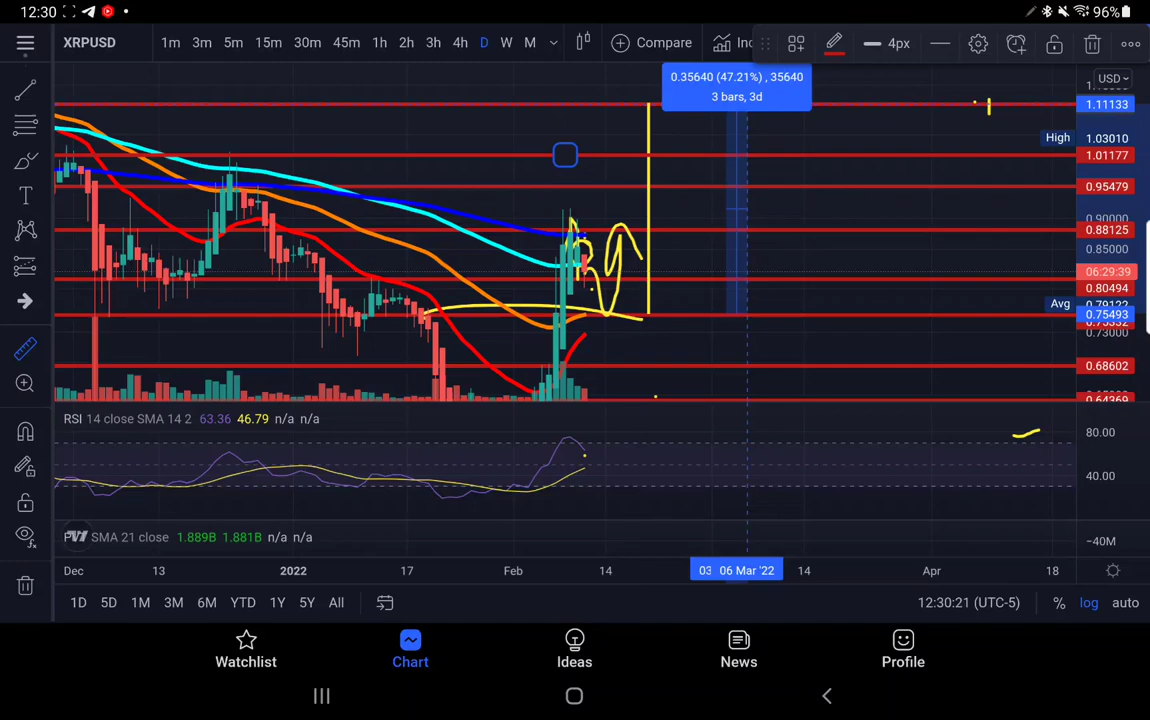 12:30 96%
XRPUSD 1m 3m 5m 15m 30m 45m 1h 2h 3h 4h D W M Compare 4px
0.35640 (47.21%) , 35640
3 bars, 3d
USD
1.11133
High 1.03010
1.01177
0.95479
0.90000
0.88125
0.85000
06:29:39
0.80494
Avg 0.79122
0.75493
0.73000
0.68602
0.64369
RSI 14 close SMA 14 2 63.36 46.79 n/a n/a
80.00
40.00
SMA 21 close 1.889B 1.881B n/a n/a
−40M
Dec 13 2022 17 Feb 14 03 06 Mar '22 14 Apr 18
1D 5D 1M 3M 6M YTD 1Y 5Y All 12:30:21 (UTC-5) % log auto
Watchlist Chart Ideas News Profile